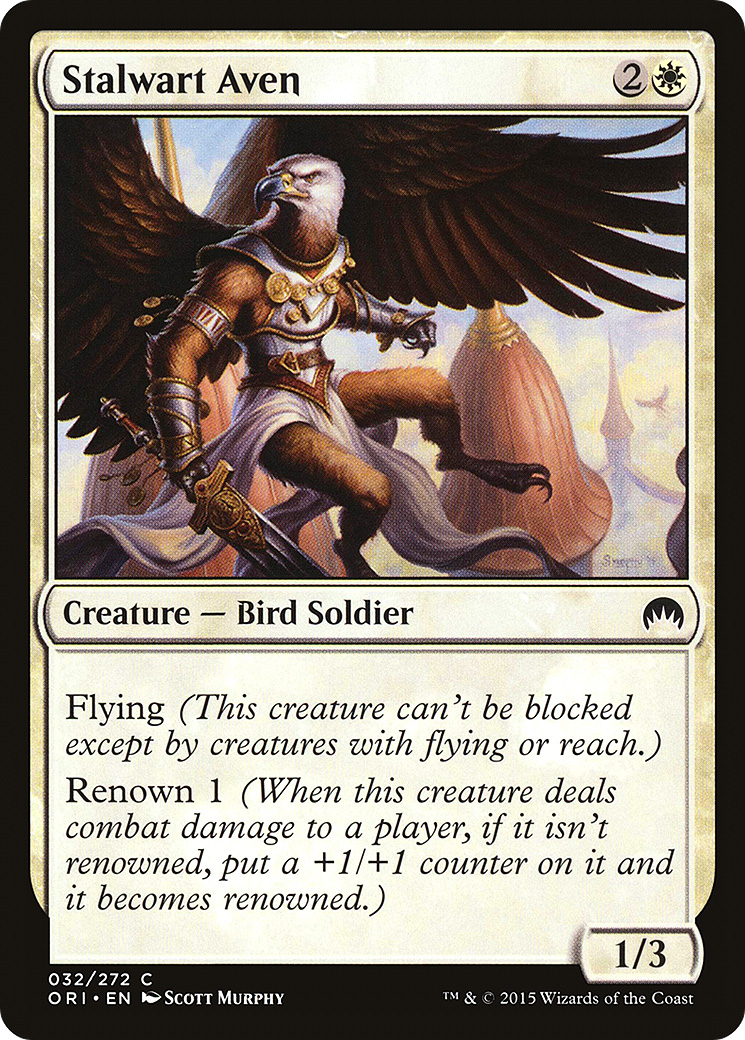 Stalwart Aven
2
Creature — Bird Soldier
Flying (This creature can't be blocked
except by creatures with flying or reach.)
Renown 1 (When this creature deals
combat damage to a player, if it isn't
renowned, put a +1/+1 counter on it and
it becomes renowned.)
1/3
032/272 C
ORI • EN Scott Murphy
™ & © 2015 Wizards of the Coast